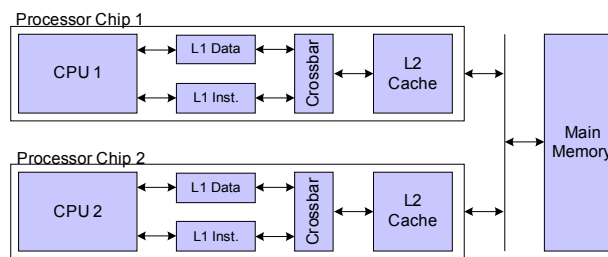 Processor Chip 1
CPU 1
L1 Data
L1 Inst.
Crossbar
L2
Cache
Processor Chip 2
CPU 2
L1 Data
L1 Inst.
Crossbar
L2
Cache
Main
Memory